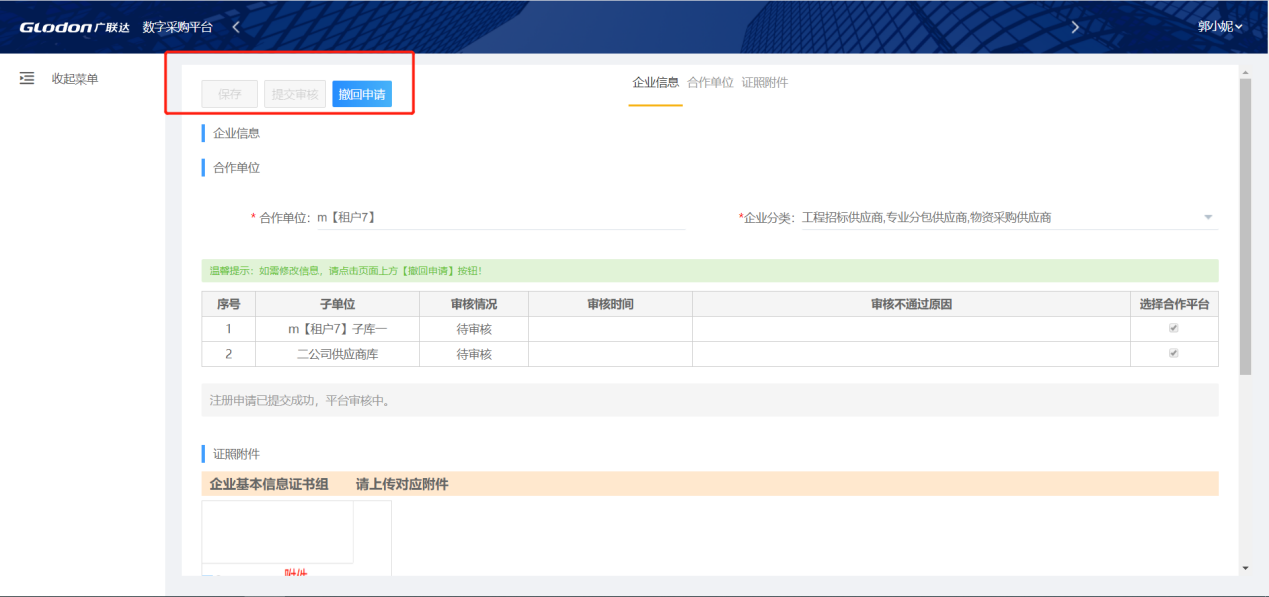 GLodon广联达 数字采购平台 郭小妮
收起菜单
保存 提交审核 撤回申请 企业信息 合作单位 证照附件
企业信息
合作单位
* 合作单位: m【租户7】 *企业分类: 工程招标供应商,专业分包供应商,物资采购供应商
温馨提示：如需修改信息，请点击页面上方【撤回申请】按钮！
序号 子单位 审核情况 审核时间 审核不通过原因 选择合作平台
1 m【租户7】子库一 待审核
2 二公司供应商库 待审核
注册申请已提交成功，平台审核中。
证照附件
企业基本信息证书组 请上传对应附件
附件